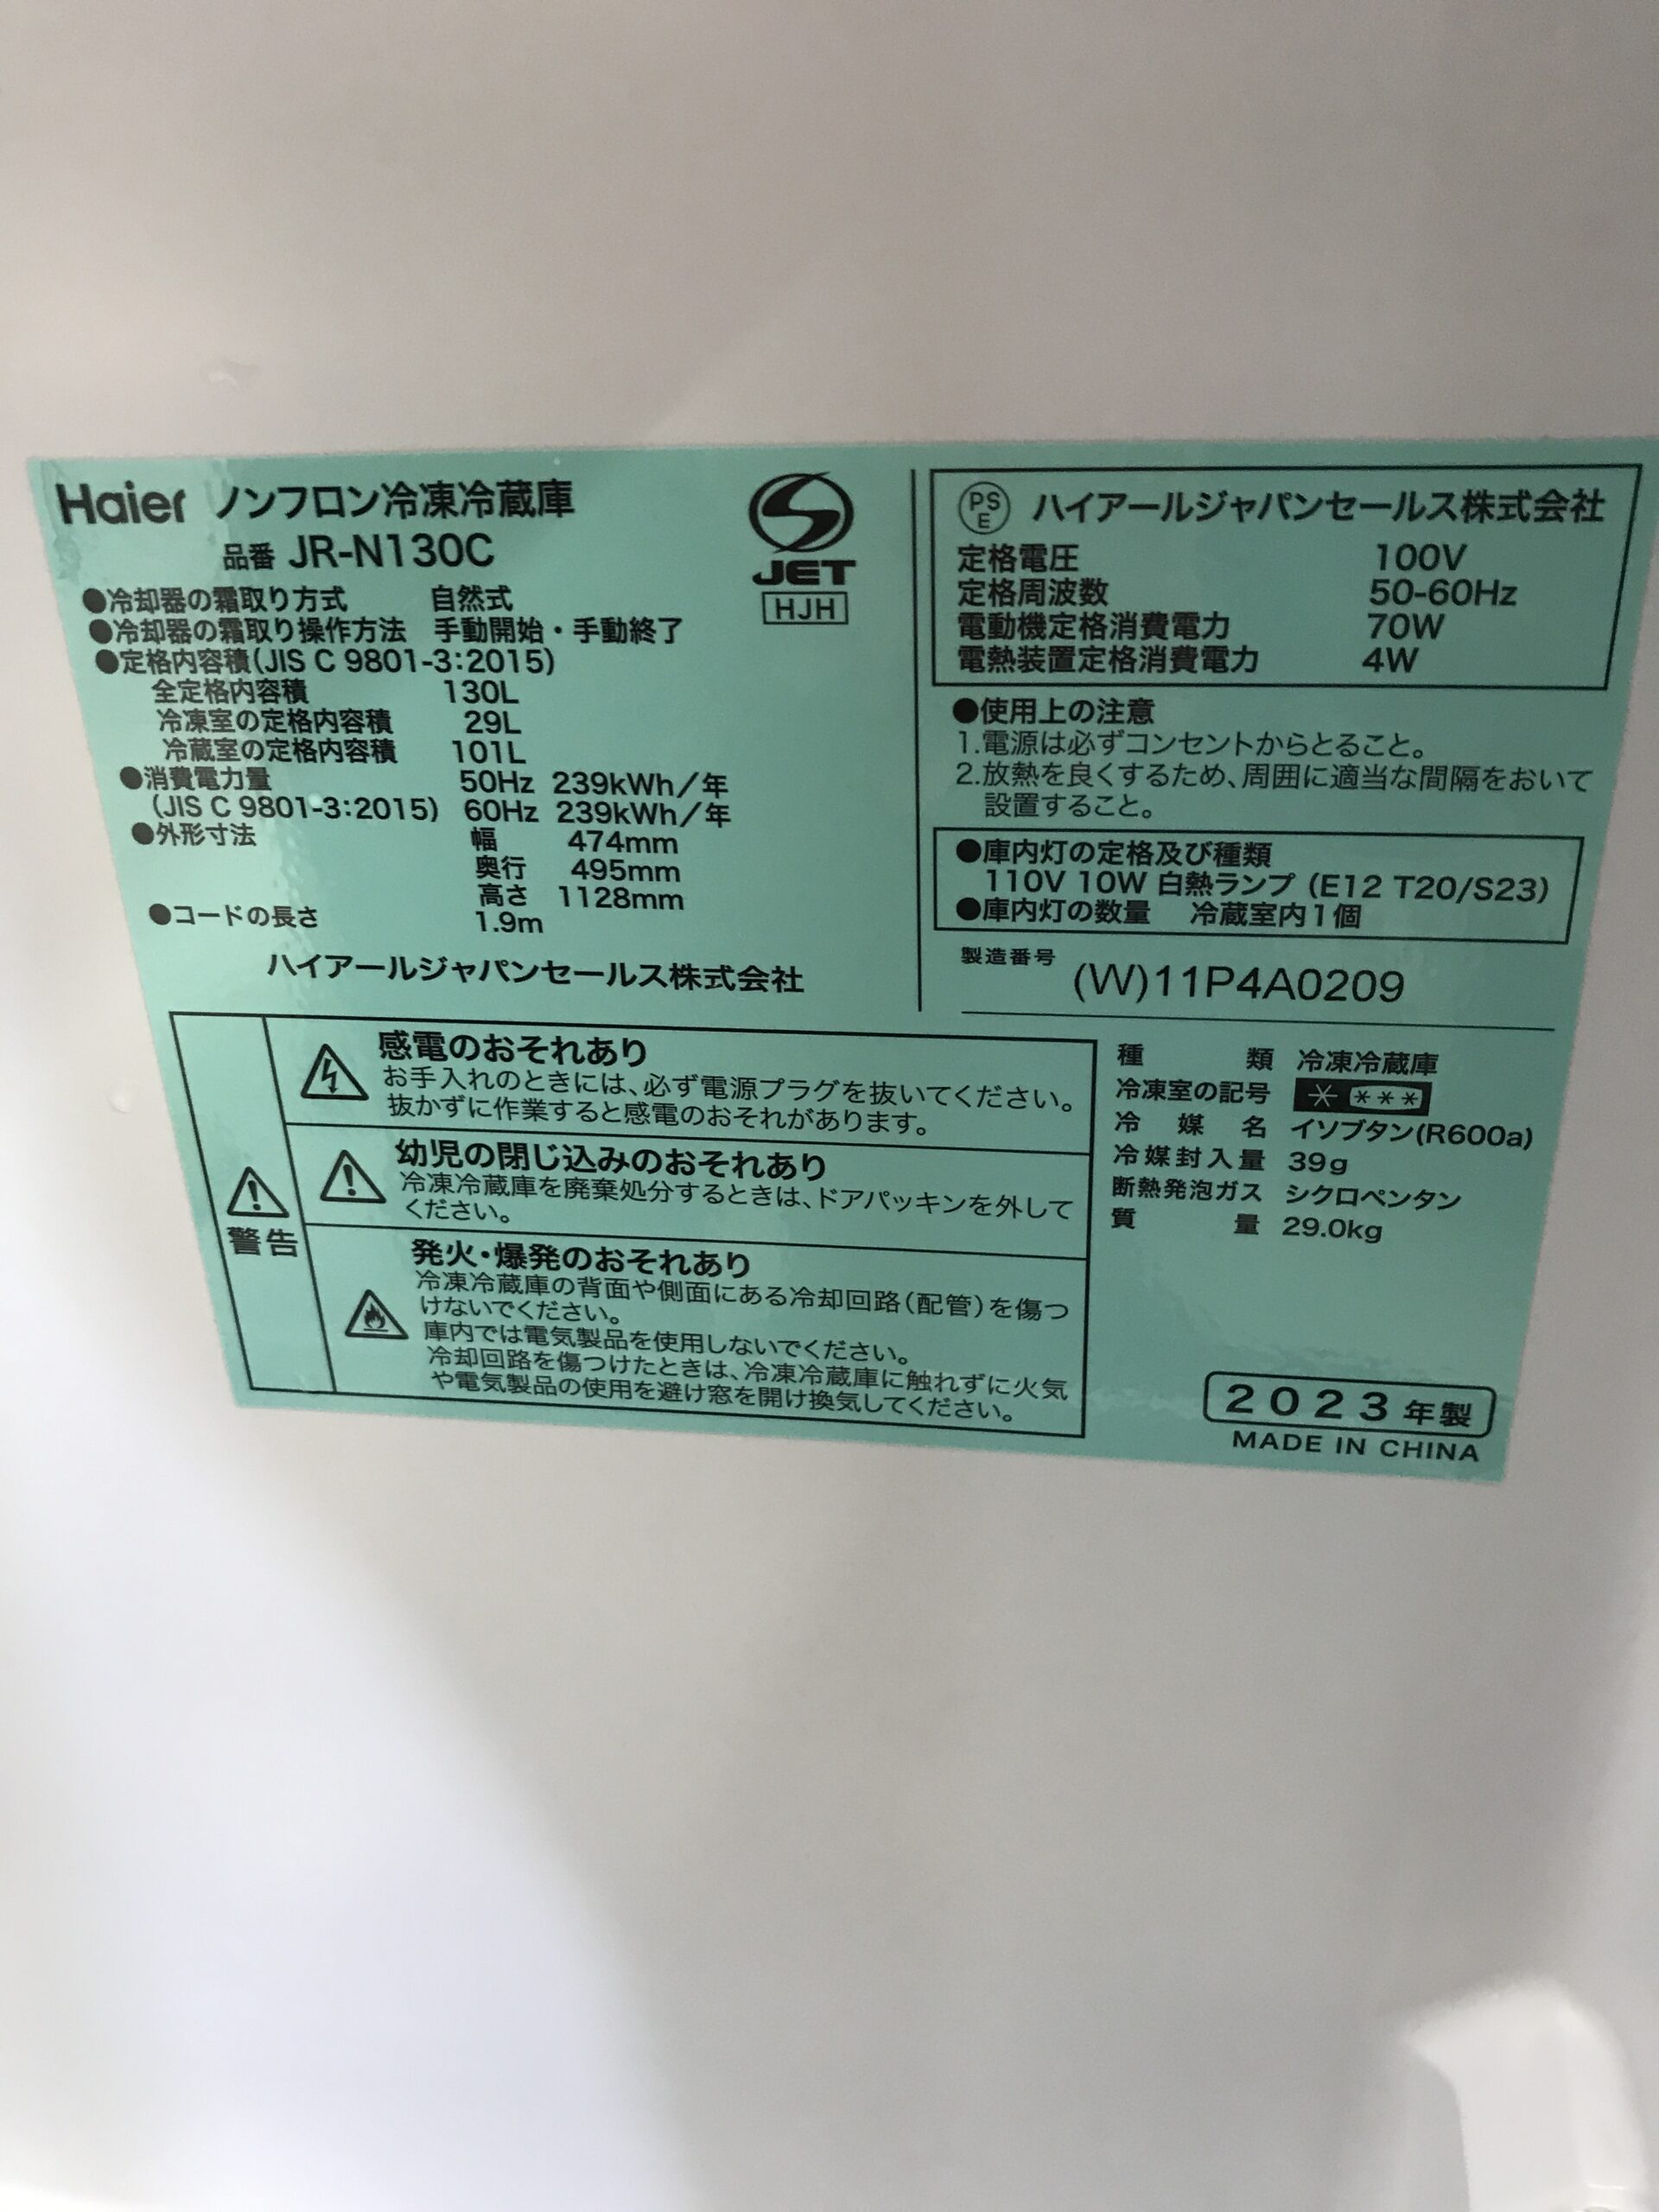 Haier ノンフロン冷凍冷蔵庫
品番 JR-N130C
●冷却器の霜取り方式 自然式
●冷却器の霜取り操作方法 手動開始・手動終了
●定格内容積(JIS C 9801-3:2015)
全定格内容積 130L
冷凍室の定格内容積 29L
冷蔵室の定格内容積 101L
●消費電力量 50Hz 239kWh/年
(JIS C 9801-3:2015) 60Hz 239kWh/年
●外形寸法 幅 474mm
奥行 495mm
高さ 1128mm
●コードの長さ 1.9m
ハイアールジャパンセールス株式会社
JET
HJH
PS
E
ハイアールジャパンセールス株式会社
定格電圧 100V
定格周波数 50-60Hz
電動機定格消費電力 70W
電熱装置定格消費電力 4W
●使用上の注意
1.電源は必ずコンセントからとること。
2.放熱を良くするため、周囲に適当な間隔をおいて
設置すること。
●庫内灯の定格及び種類
110V 10W 白熱ランプ (E12 T20/S23)
●庫内灯の数量 冷蔵室内1個
製造番号 (W)11P4A0209
警告
感電のおそれあり
お手入れのときには、必ず電源プラグを抜いてください。
抜かずに作業すると感電のおそれがあります。
幼児の閉じ込みのおそれあり
冷凍冷蔵庫を廃棄処分するときは、ドアパッキンを外して
ください。
発火・爆発のおそれあり
冷凍冷蔵庫の背面や側面にある冷却回路(配管)を傷つ
けないでください。
庫内では電気製品を使用しないでください。
冷却回路を傷つけたときは、冷凍冷蔵庫に触れずに火気
や電気製品の使用を避け窓を開け換気してください。
種類 冷凍冷蔵庫
冷凍室の記号 * ***
冷媒名 イソブタン(R600a)
冷媒封入量 39g
断熱発泡ガス シクロペンタン
質量 29.0kg
2023年製
MADE IN CHINA